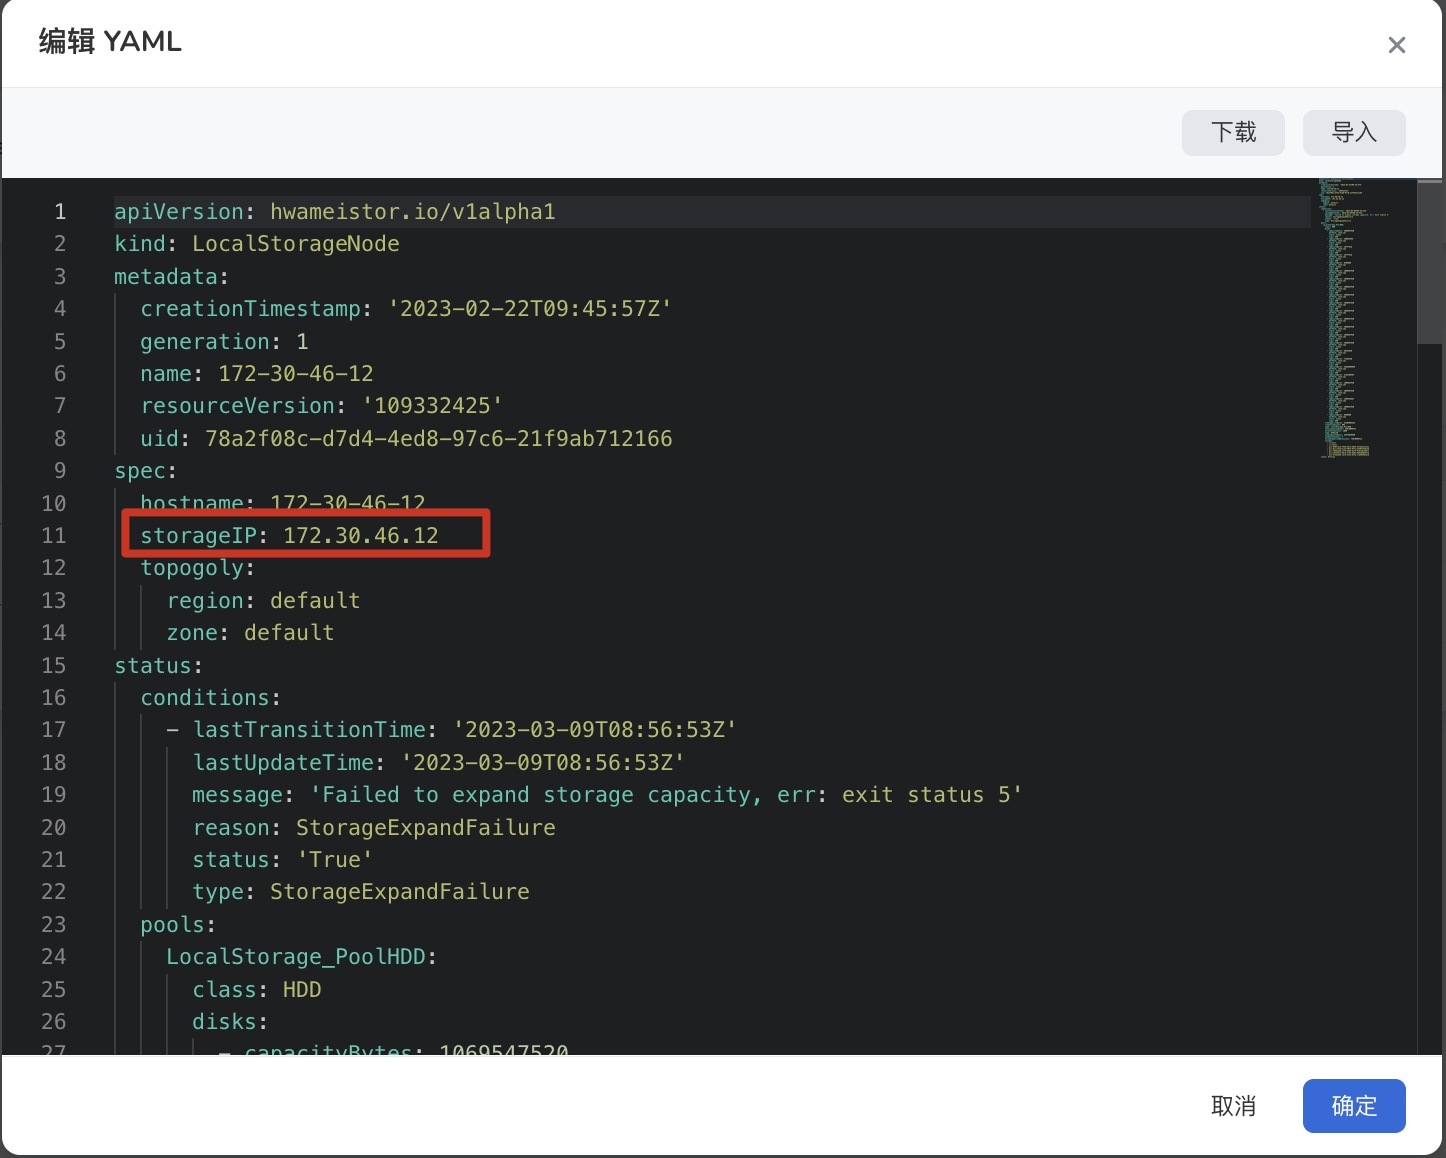 编辑 YAML
下载 导入
1 apiVersion: hwameistor.io/v1alpha1
2 kind: LocalStorageNode
3 metadata:
4 creationTimestamp: '2023-02-22T09:45:57Z'
5 generation: 1
6 name: 172-30-46-12
7 resourceVersion: '109332425'
8 uid: 78a2f08c-d7d4-4ed8-97c6-21f9ab712166
9 spec:
10 hostname: 172-30-46-12
11 storageIP: 172.30.46.12
12 topogoly:
13 region: default
14 zone: default
15 status:
16 conditions:
17 - lastTransitionTime: '2023-03-09T08:56:53Z'
18 lastUpdateTime: '2023-03-09T08:56:53Z'
19 message: 'Failed to expand storage capacity, err: exit status 5'
20 reason: StorageExpandFailure
21 status: 'True'
22 type: StorageExpandFailure
23 pools:
24 LocalStorage_PoolHDD:
25 class: HDD
26 disks:
27 - capacityBytes: 1069547520
取消 确定